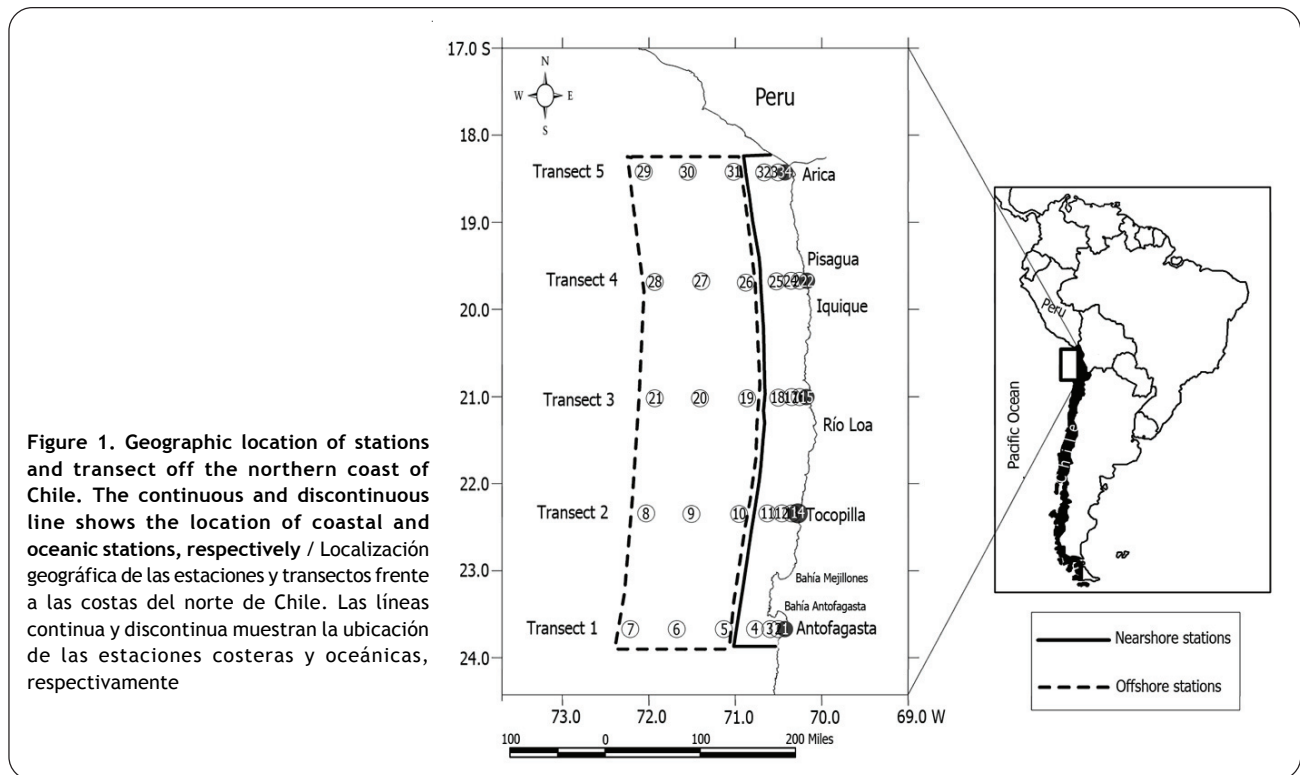 17.0 S
N
W
E
S
Peru
18.0
Transect 5
29
30
31
32
34
Arica
19.0
Pisagua
Transect 4
28
27
26
25
24
22
Iquique
20.0
21.0
Transect 3
21
20
19
18
15
Río Loa
22.0
Transect 2
8
9
10
11
12
14
Tocopilla
23.0
Bahía Mejillones
Bahía Antofagasta
Transect 1
7
6
5
4
3
2
1
Antofagasta
24.0
73.0
72.0
71.0
70.0
69.0 W
100
0
100
200 Miles
Peru
Pacific Ocean
Chile
Nearshore stations
Offshore stations
Figure 1. Geographic location of stations
and transect off the northern coast of
Chile. The continuous and discontinuous
line shows the location of coastal and
oceanic stations, respectively / Localización
geográfica de las estaciones y transectos frente
a las costas del norte de Chile. Las líneas
continua y discontinua muestran la ubicación
de las estaciones costeras y oceánicas,
respectivamente